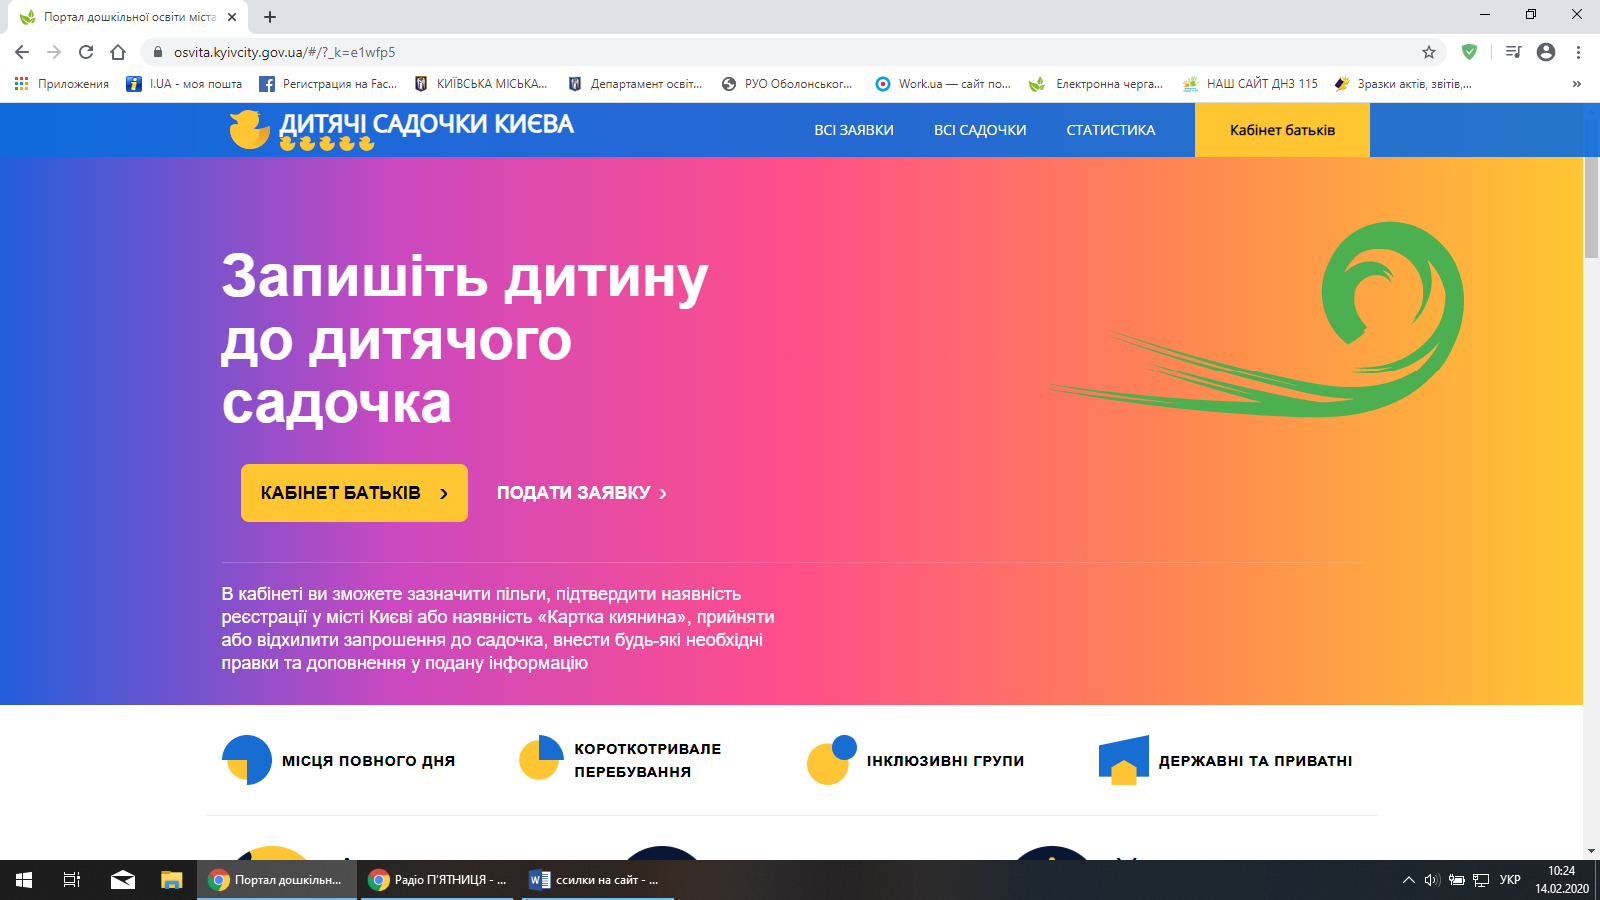 Портал дошкільної освіти міста
osvita.kyivcity.gov.ua/#/?_k=e1wfp5
Приложения
I.UA - моя пошта
Регистрация на Fac...
КИЇВСЬКА МІСЬКА...
Департамент освіт...
РУО Оболонськог...
Work.ua — сайт по...
Електронна черга...
НАШ САЙТ ДНЗ 115
Зразки актів, звітів,...
ДИТЯЧІ САДОЧКИ КИЄВА
ВСІ ЗАЯВКИ
ВСІ САДОЧКИ
СТАТИСТИКА
Кабінет батьків
Запишіть дитину
до дитячого
садочка
КАБІНЕТ БАТЬКІВ
ПОДАТИ ЗАЯВКУ
В кабінеті ви зможете зазначити пільги, підтвердити наявність
реєстрації у місті Києві або наявність «Картка киянина», прийняти
або відхилити запрошення до садочка, внести будь-які необхідні
правки та доповнення у подану інформацію
МІСЦЯ ПОВНОГО ДНЯ
КОРОТКОТРИВАЛЕ
ПЕРЕБУВАННЯ
ІНКЛЮЗИВНІ ГРУПИ
ДЕРЖАВНІ ТА ПРИВАТНІ
Портал дошкільн...
Радіо П'ЯТНИЦЯ - ...
ссилки на сайт - ...
УКР
10:24
14.02.2020